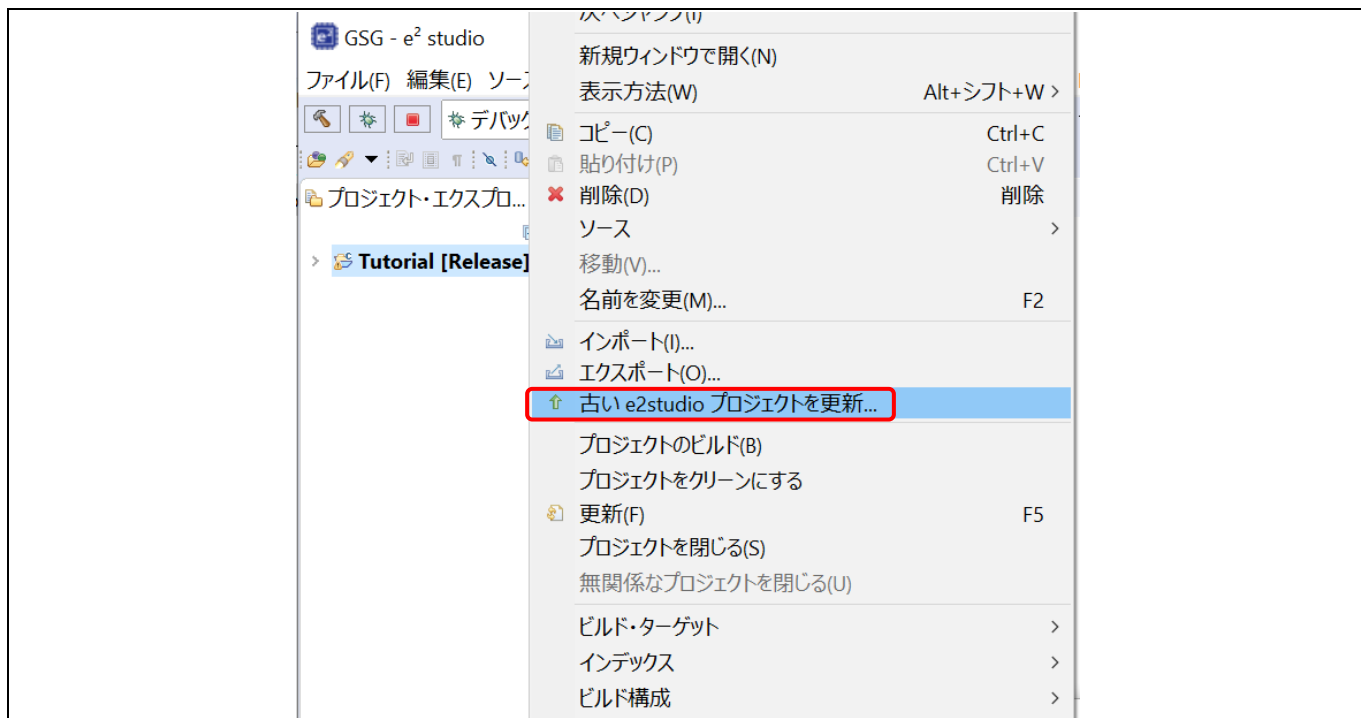 GSG - e² studio
ファイル(F) 編集(E) ソー
デバッグ
プロジェクト・エクスプロ...
Tutorial [Release]
新規ウィンドウで開く(N)
表示方法(W) Alt+シフト+W >
コピー(C) Ctrl+C
貼り付け(P) Ctrl+V
削除(D) 削除
ソース >
移動(V)...
名前を変更(M)... F2
インポート(I)...
エクスポート(O)...
古い e2studio プロジェクトを更新...
プロジェクトのビルド(B)
プロジェクトをクリーンにする
更新(F) F5
プロジェクトを閉じる(S)
無関係なプロジェクトを閉じる(U)
ビルド・ターゲット >
インデックス >
ビルド構成 >